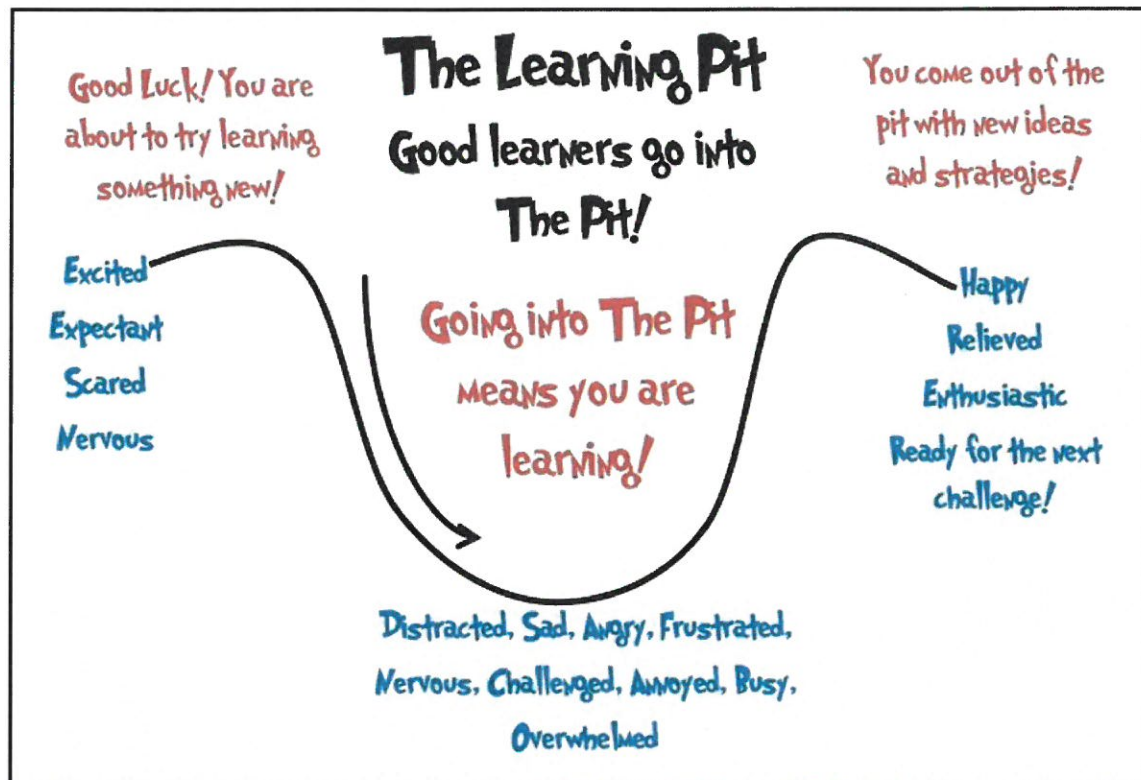 The Learning Pit
Good learners go into
The Pit!
Good Luck! You are
about to try learning
something new!
You come out of the
pit with new ideas
and strategies!
Excited
Expectant
Scared
Nervous
Going into The Pit
means you are
learning!
Happy
Relieved
Enthusiastic
Ready for the next
challenge!
Distracted, Sad, Angry, Frustrated,
Nervous, Challenged, Annoyed, Busy,
Overwhelmed